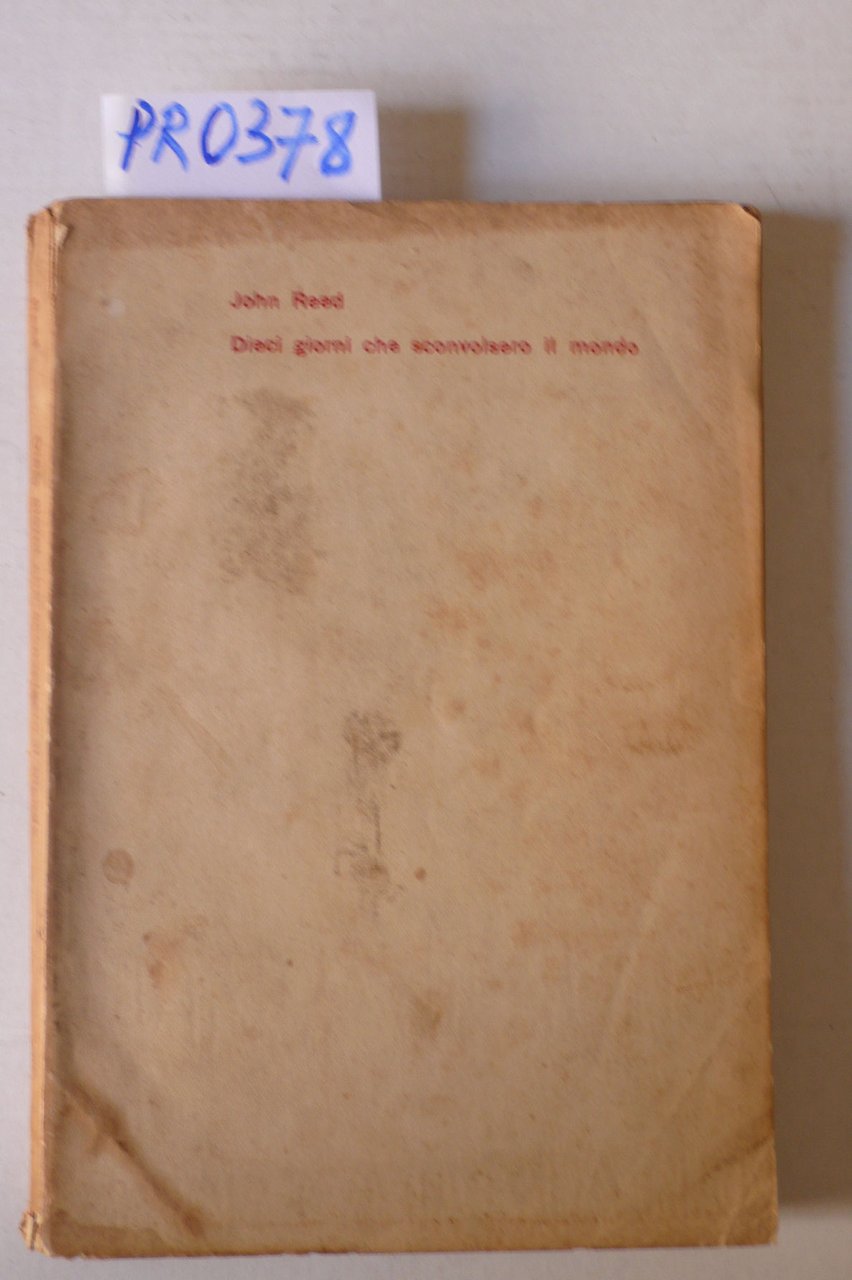 PR0378
John Reed
Dieci giorni che sconvolsero il mondo